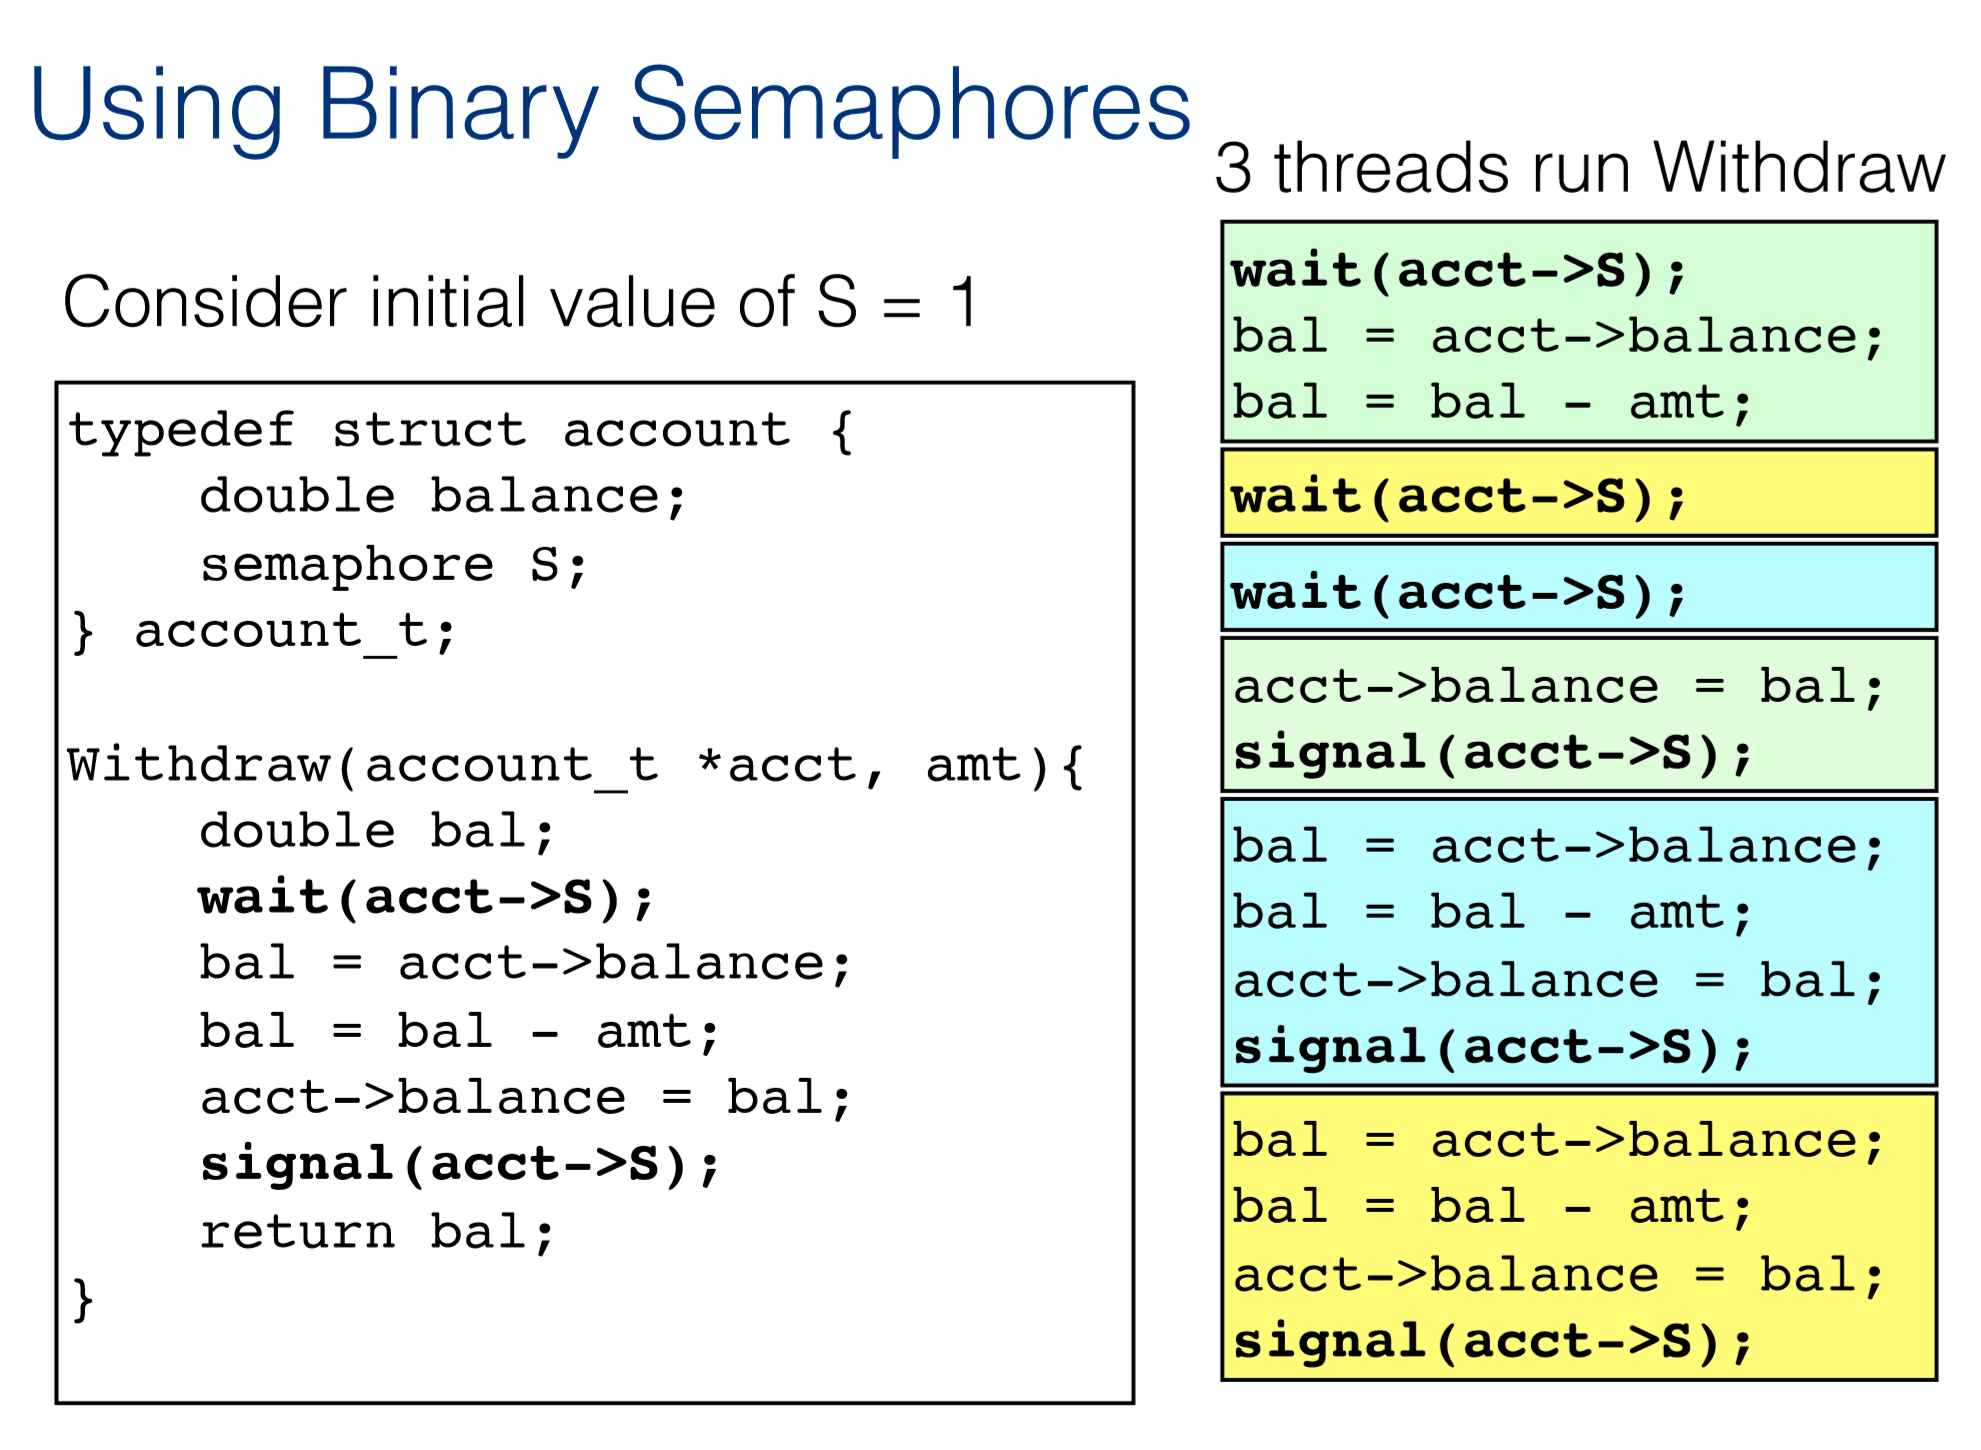 Using Binary Semaphores
3 threads run Withdraw
Consider initial value of S = 1
typedef struct account {
    double balance;
    semaphore S;
} account_t;
Withdraw(account_t *acct, amt){
    double bal;
    wait(acct->S);
    bal = acct->balance;
    bal = bal - amt;
    acct->balance = bal;
    signal(acct->S);
    return bal;
}
wait(acct->S);
bal = acct->balance;
bal = bal - amt;
wait(acct->S);
wait(acct->S);
acct->balance = bal;
signal(acct->S);
bal = acct->balance;
bal = bal - amt;
acct->balance = bal;
signal(acct->S);
bal = acct->balance;
bal = bal - amt;
acct->balance = bal;
signal(acct->S);